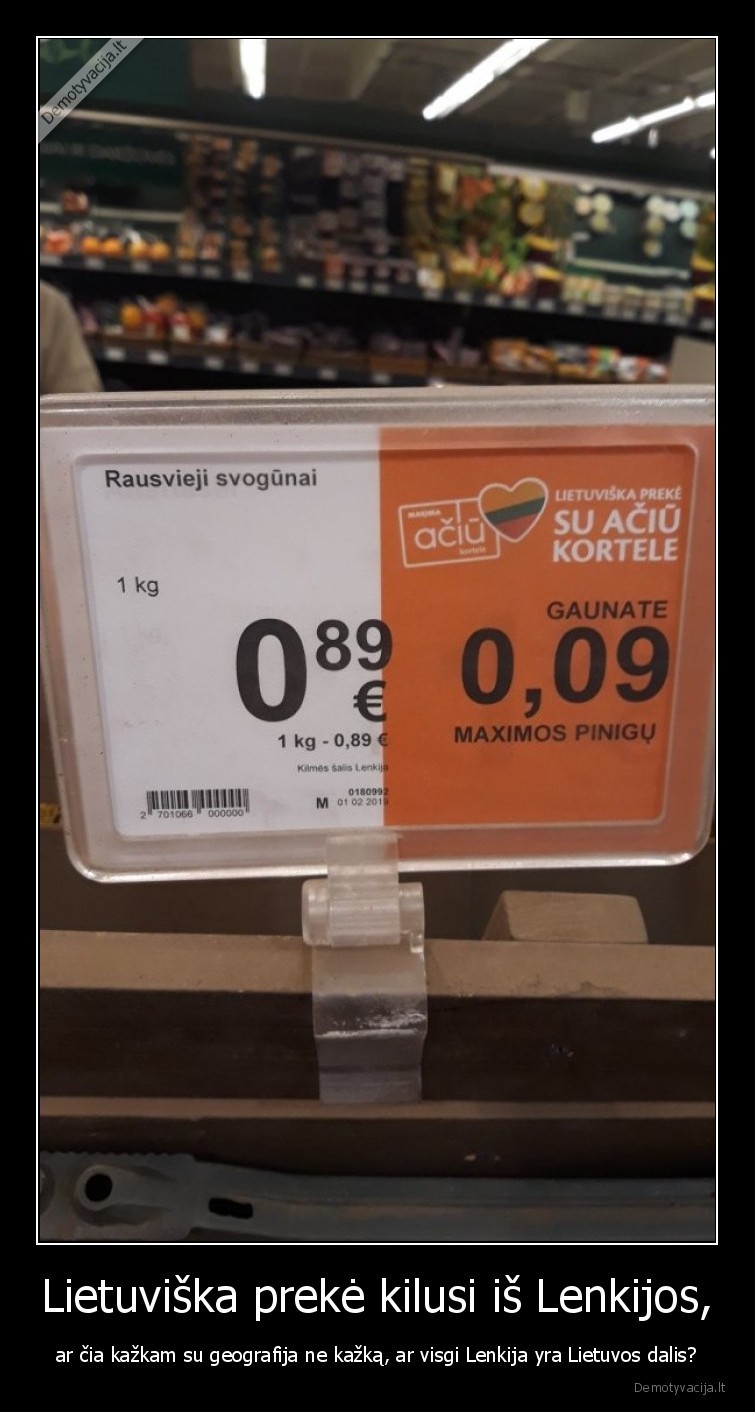 Demotyvacija.lt
Rausvieji svogūnai
1 kg
0 89
€
1 kg - 0,89 €
Kilmės šalis Lenkija
0180992
M 01 02 2019
2 701066 000000
MAXIMA
ačiū
kortelė
LIETUVIŠKA PREKĖ
SU AČIŪ
KORTELE
GAUNATE
0,09
MAXIMOS PINIGŲ
Lietuviška prekė kilusi iš Lenkijos,
ar čia kažkam su geografija ne kažką, ar visgi Lenkija yra Lietuvos dalis?
Demotyvacija.lt